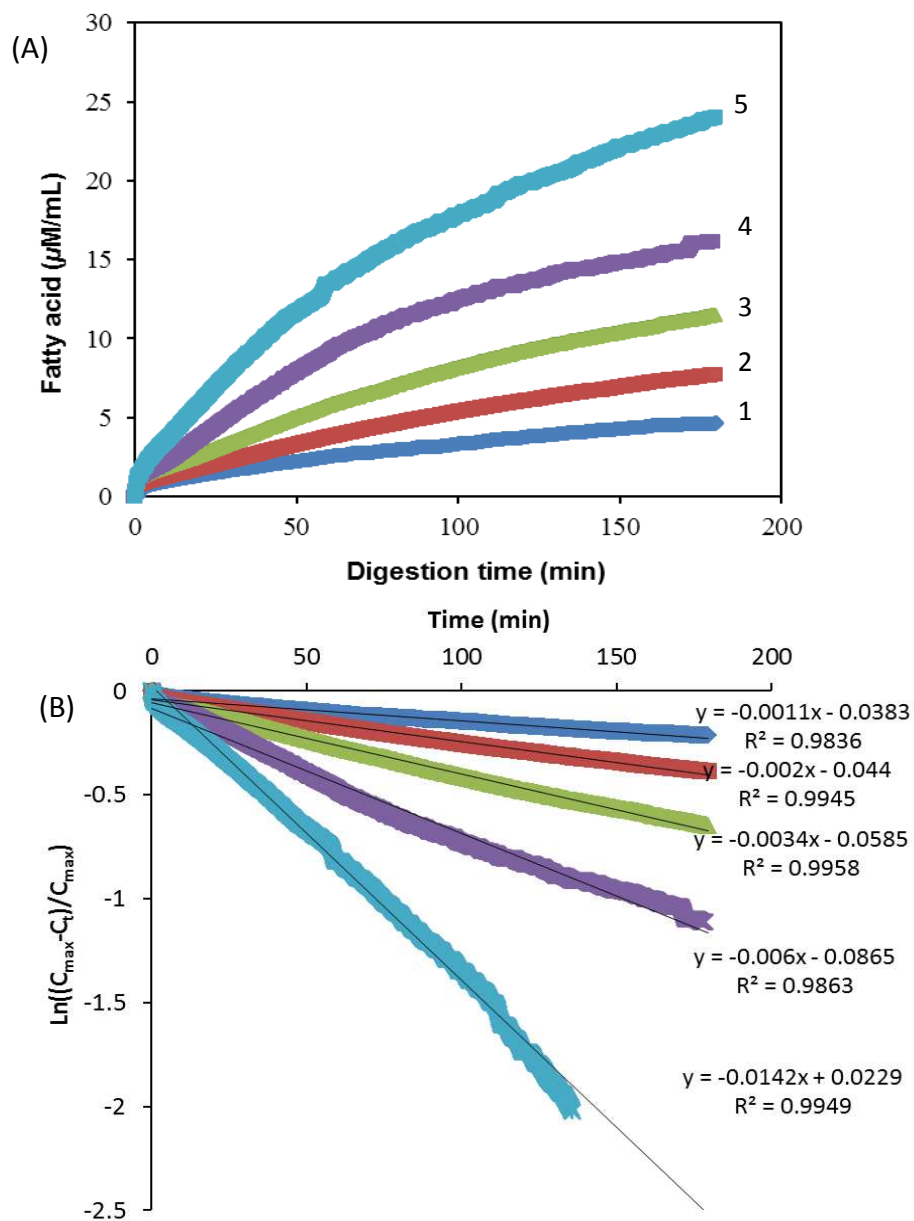 (A)
30
25
20
15
10
5
0
Fatty acid (µM/mL)
5
4
3
2
1
0 50 100 150 200
Digestion time (min)
Time (min)
0 50 100 150 200
(B)
0
-0.5
-1
-1.5
-2
-2.5
Ln((Cmax-Ct)/Cmax)
y = -0.0011x - 0.0383
R² = 0.9836
y = -0.002x - 0.044
R² = 0.9945
y = -0.0034x - 0.0585
R² = 0.9958
y = -0.006x - 0.0865
R² = 0.9863
y = -0.0142x + 0.0229
R² = 0.9949